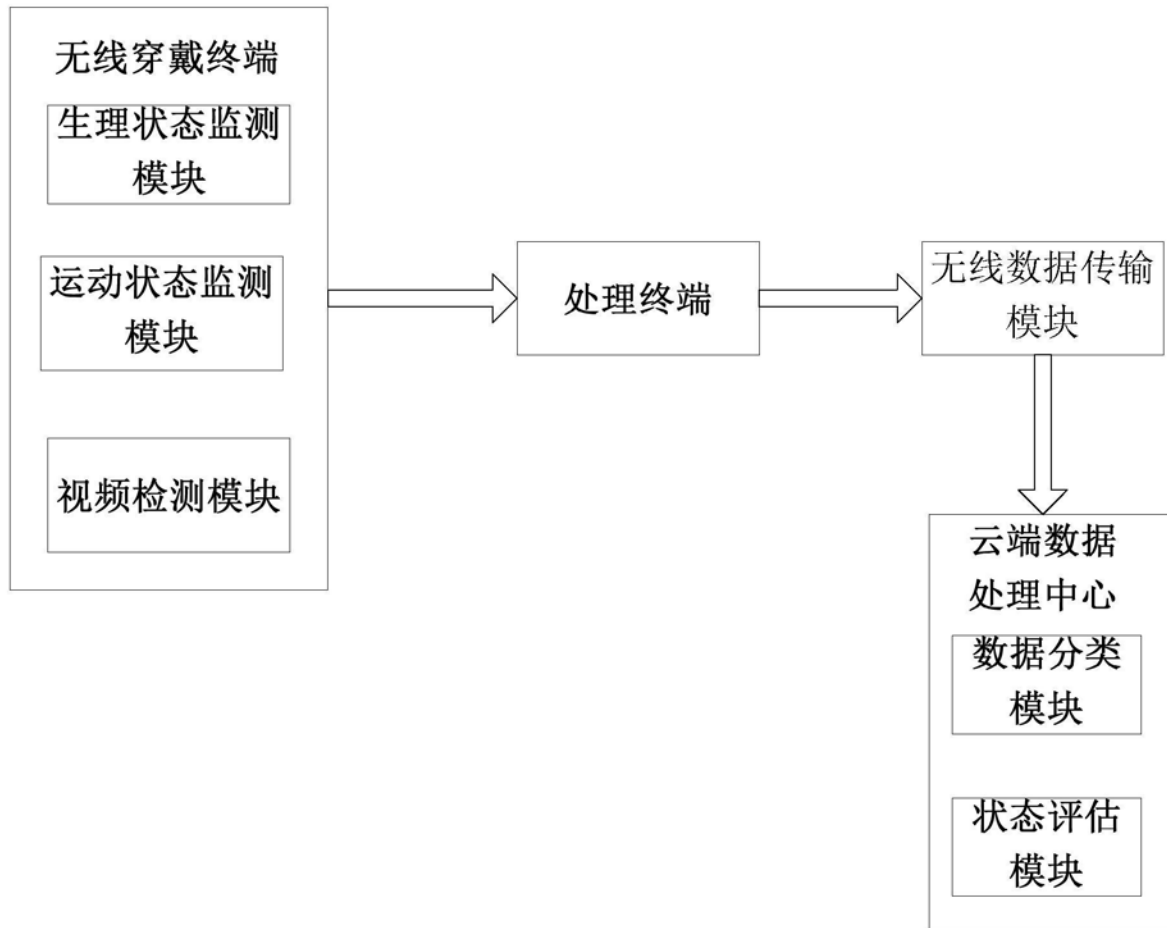 无线穿戴终端
生理状态监测
模块
运动状态监测
模块
视频检测模块
处理终端
无线数据传输
模块
云端数据
处理中心
数据分类
模块
状态评估
模块